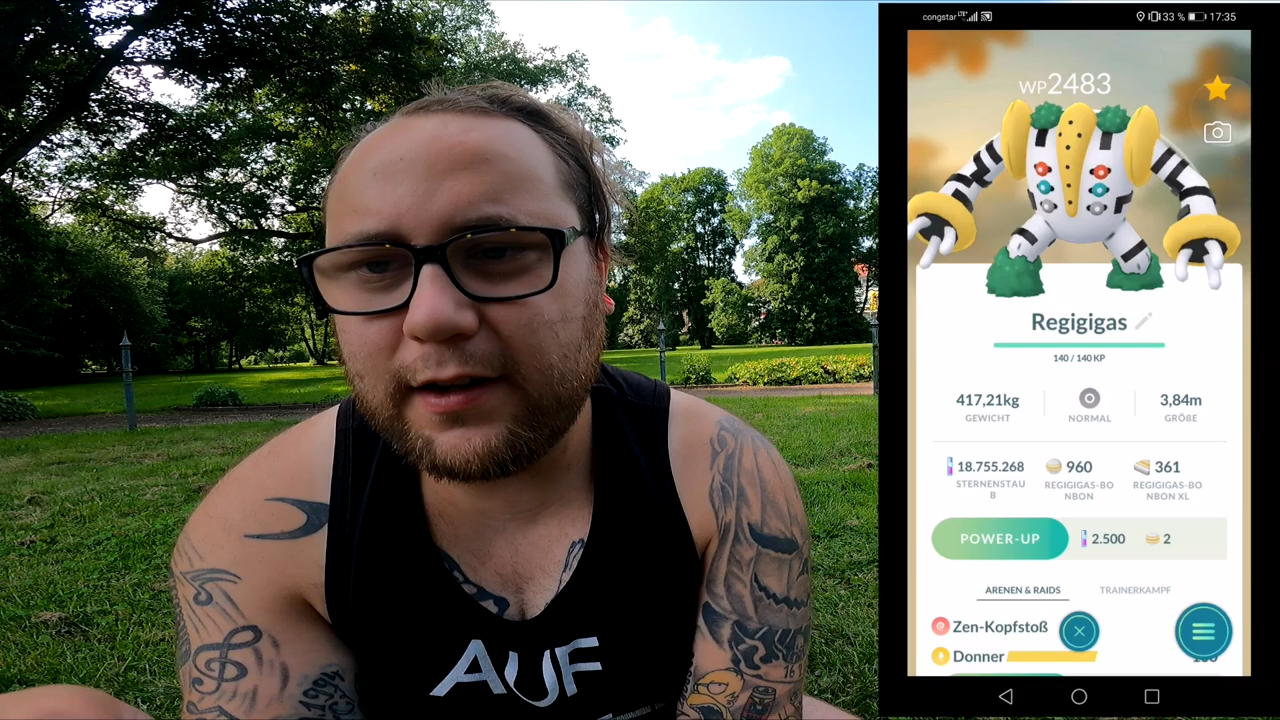 congstar 33 % 17:35
WP2483
Regigigas
140 / 140 KP
417,21kg NORMAL 3,84m
GEWICHT GRÖßE
18.755.268 960 361
STERNENSTAU REGIGIGAS-BO REGIGIGAS-BO
B NBON NBON XL
POWER-UP 2.500 2
ARENEN & RAIDS TRAINERKAMPF
Zen-Kopfstoß
Donner
AUF
1994